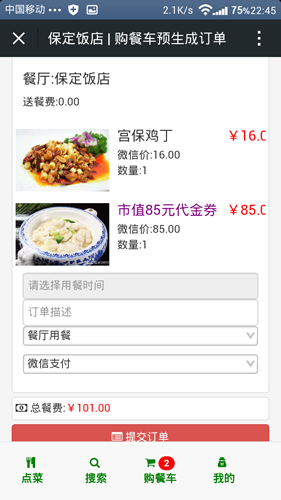 中国移动 2.1K/s 75% 22:45
保定饭店 | 购餐车预生成订单
餐厅:保定饭店
送餐费:0.00
宫保鸡丁 ￥16.0
微信价:16.00
数量:1
市值85元代金券 ￥85.0
微信价:85.00
数量:1
请选择用餐时间
订单描述
餐厅用餐
微信支付
总餐费:￥101.00
提交订单
2
点菜 搜索 购餐车 我的